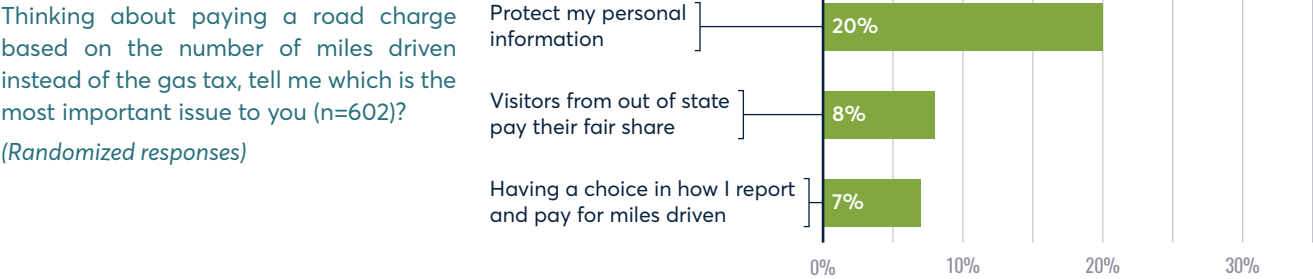 Thinking about paying a road charge
based on the number of miles driven
instead of the gas tax, tell me which is the
most important issue to you (n=602)?
(Randomized responses)
Protect my personal
information
20%
Visitors from out of state
pay their fair share
8%
Having a choice in how I report
and pay for miles driven
7%
0%
10%
20%
30%